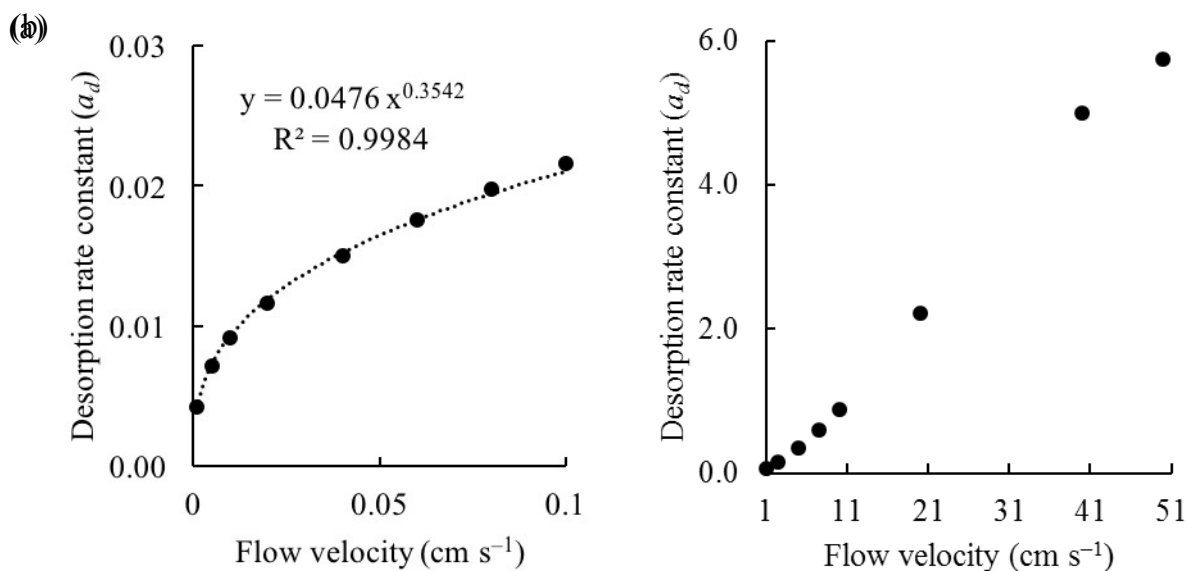 (a)
(b)
Desorption rate constant (a_d)
0.03
0.02
0.01
0.00
y = 0.0476 x^0.3542
R² = 0.9984
0
0.05
0.1
Flow velocity (cm s⁻¹)
Desorption rate constant (a_d)
6.0
4.0
2.0
0.0
1
11
21
31
41
51
Flow velocity (cm s⁻¹)